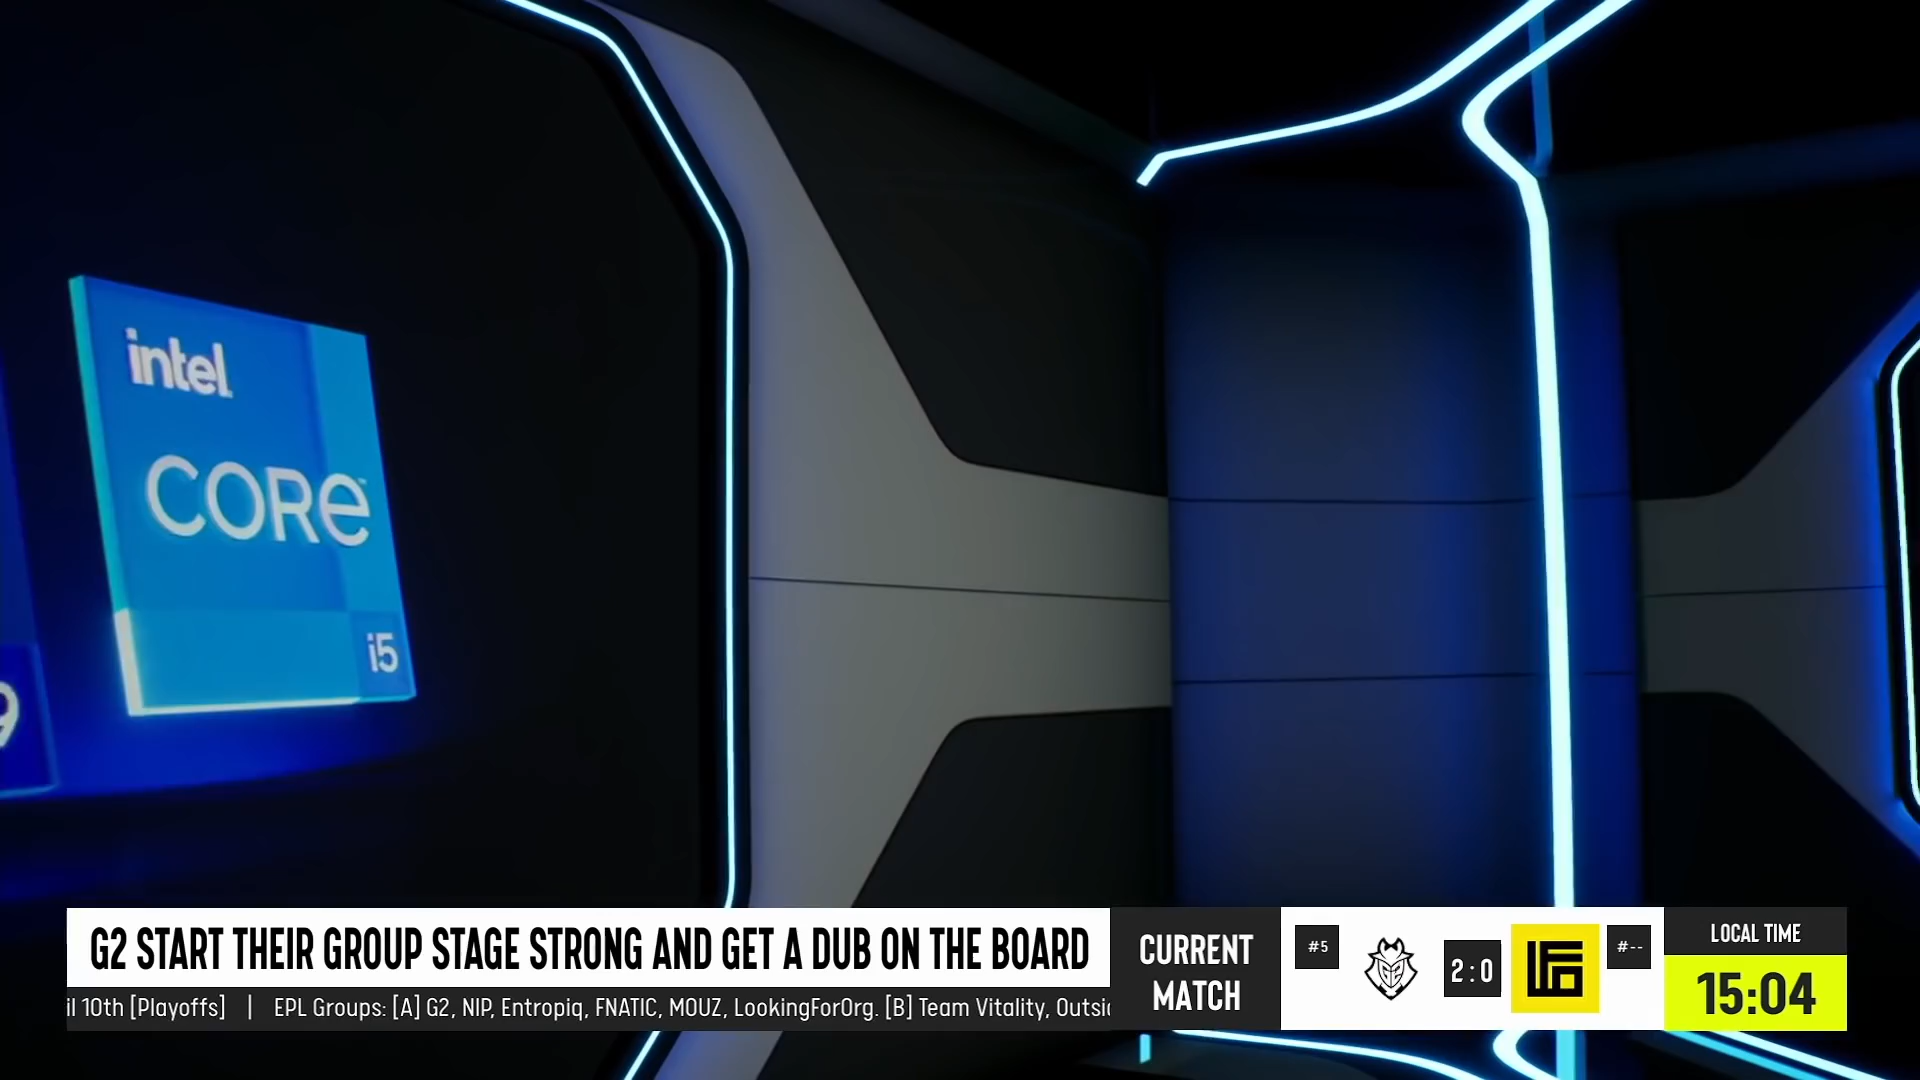 intel
CORe
i5
9
G2 START THEIR GROUP STAGE STRONG AND GET A DUB ON THE BOARD
il 10th [Playoffs] | EPL Groups: [A] G2, NIP, Entropiq, FNATIC, MOUZ, LookingForOrg. [B] Team Vitality, Outsi
CURRENT
MATCH
#5
2:0
LFO
#--
LOCAL TIME
15:04